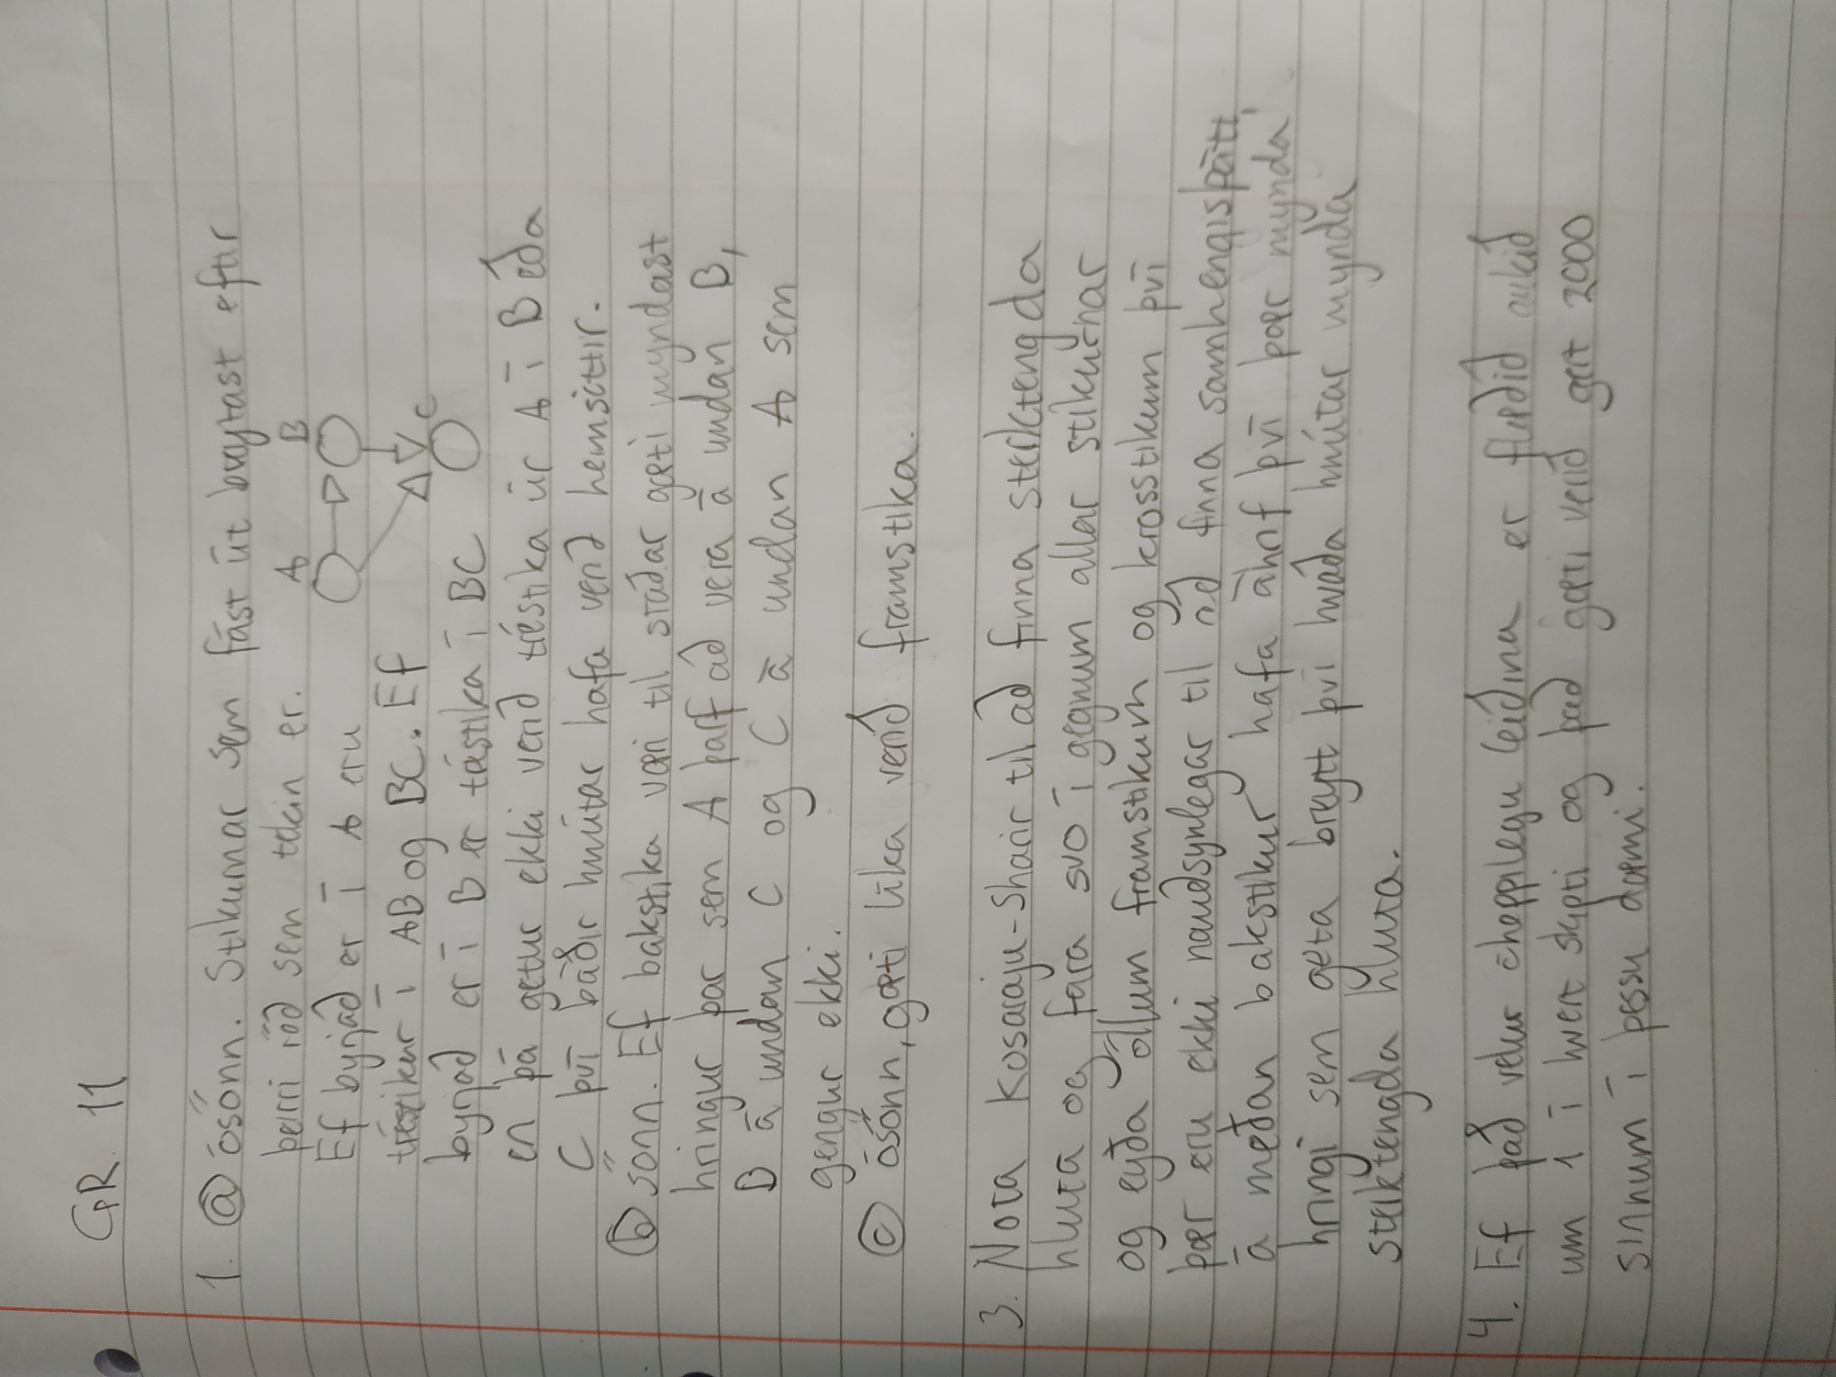 GR. 11
1. ⓐ ósönn. Stikurnar sem fást út breytast eftir
þeirri röð sem tekin er.
A B
Ef byrjað er í A eru
tréstikur í AB og BC. Ef
C
byrjað er í B er tréstika í BC
en þá getur ekki verið tréstika úr A í B eða
C því báðir hnútar hafa verið heimsóttir.
ⓑ sönn. Ef bakstika væri til staðar gæti myndast
hringur þar sem A þarf að vera á undan B,
B á undan C og C á undan A sem
gengur ekki.
ⓒ ósönn, gæti líka verið framstika.
3. Nota Kosaraju-Sharir til að finna sterktengda
hluta og fara svo í gegnum allar stikurnar
og eyða öllum framstikum og krosstikum því
þær eru ekki nauðsynlegar til að finna samhengisþátt,
á meðan bakstikur hafa áhrif því þær mynda
hringi sem geta breytt því hvaða hnútar mynda
sterktengda hluta.
4. Ef það velur óheppilegu leiðina er flæðið aukið
um 1 í hvert skipti og það gæti verið gert 2000
sinnum í þessu dæmi.